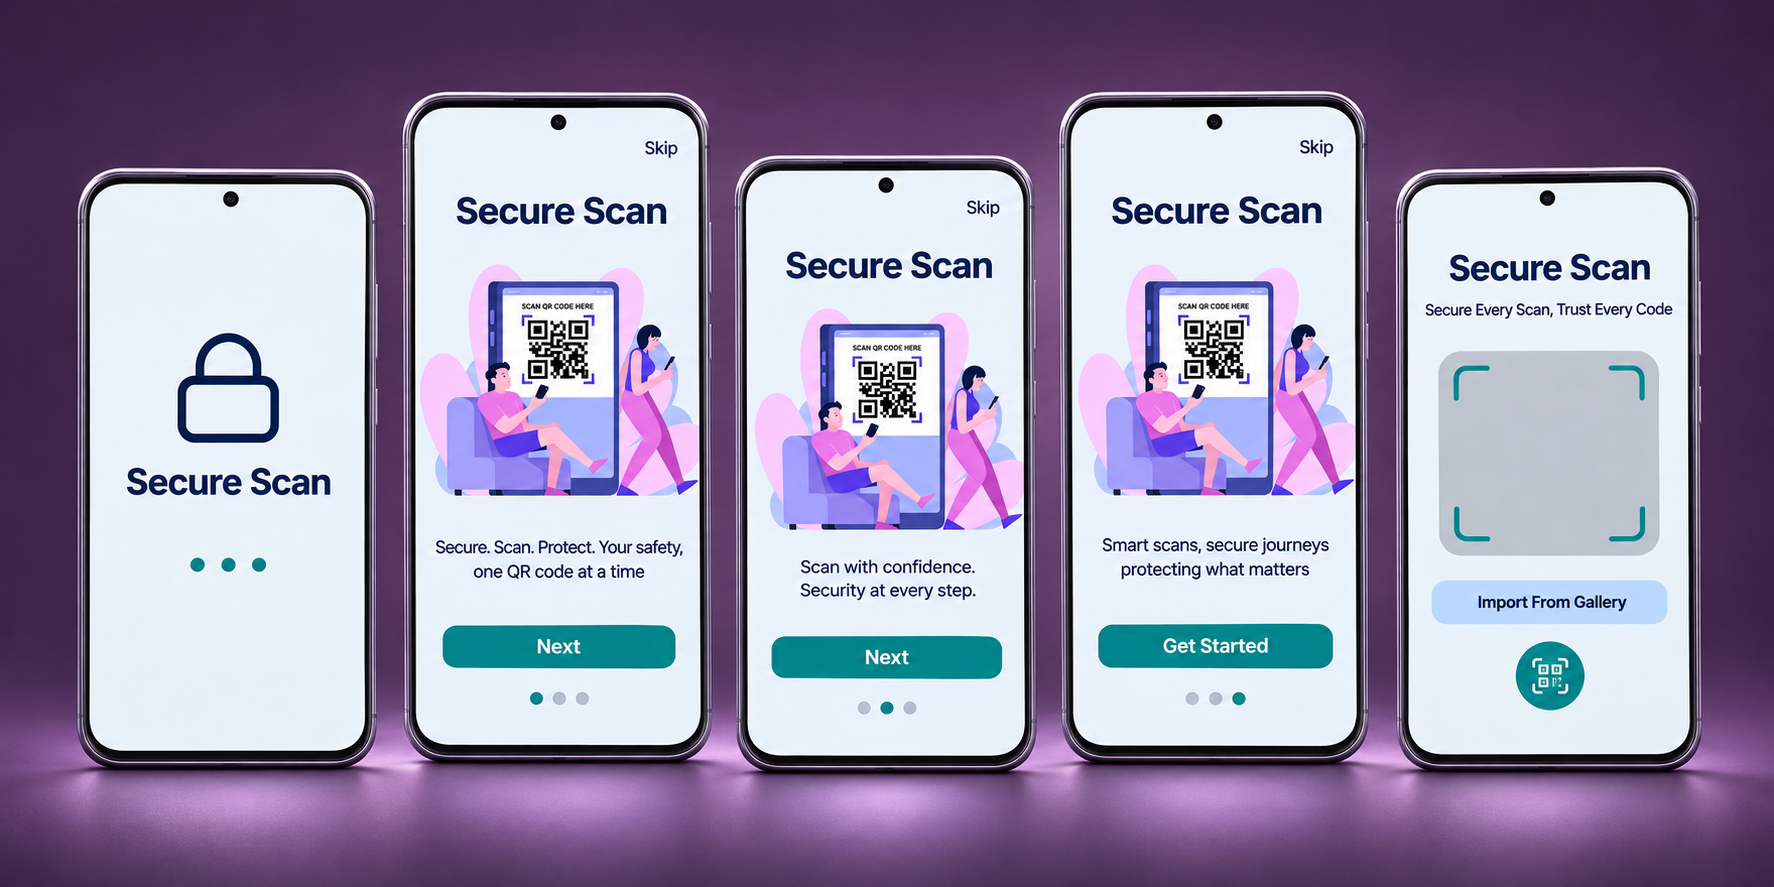 Secure Scan
Skip
Secure Scan
SCAN QR CODE HERE
Secure. Scan. Protect. Your safety,
one QR code at a time
Next
Skip
Secure Scan
SCAN QR CODE HERE
Scan with confidence.
Security at every step.
Next
Skip
Secure Scan
SCAN QR CODE HERE
Smart scans, secure journeys
protecting what matters
Get Started
Secure Scan
Secure Every Scan, Trust Every Code
Import From Gallery